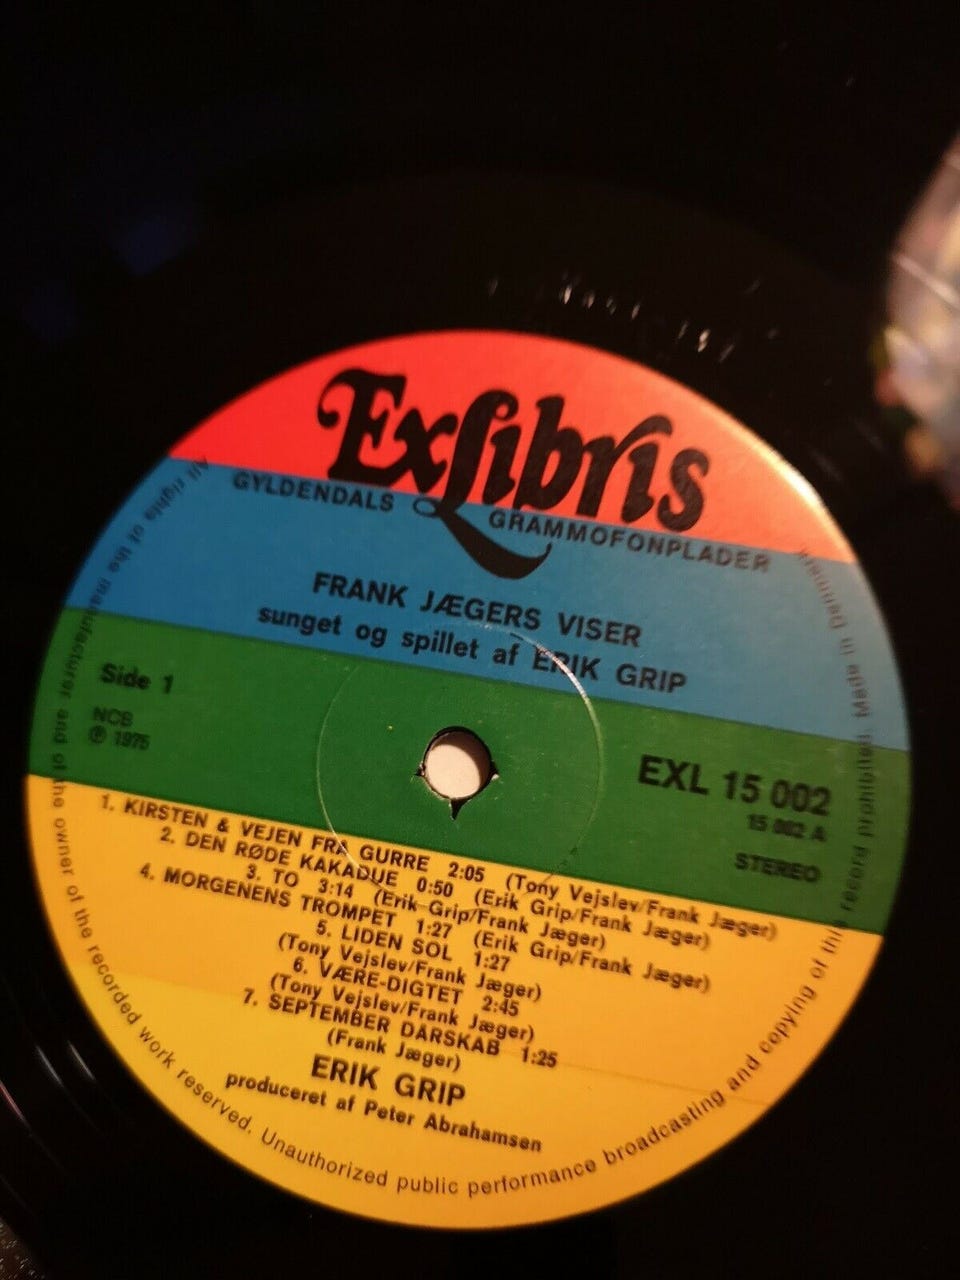 ExLibris
GYLDENDALS GRAMMOFONPLADER
FRANK JÆGERS VISER
sunget og spillet af ERIK GRIP
Side 1
NCB
℗ 1975
EXL 15 002
15 002 A
STEREO
1. KIRSTEN & VEJEN FRA GURRE 2:05 (Tony Vejslev/Frank Jæger)
2. DEN RØDE KAKADUE 0:50 (Erik Grip/Frank Jæger)
3. TO 3:14 (Erik Grip/Frank Jæger)
4. MORGENENS TROMPET 1:27 (Erik Grip/Frank Jæger)
5. LIDEN SOL 1:27
(Tony Vejslev/Frank Jæger)
6. VÆRE-DIGTET 2:45
(Tony Vejslev/Frank Jæger)
7. SEPTEMBER DÅRSKAB 1:25
(Frank Jæger)
ERIK GRIP
produceret af Peter Abrahamsen
All rights of the manufacturer and of the owner of the recorded work reserved. Unauthorized public performance broadcasting and copying of this record prohibited. Made in Denmark